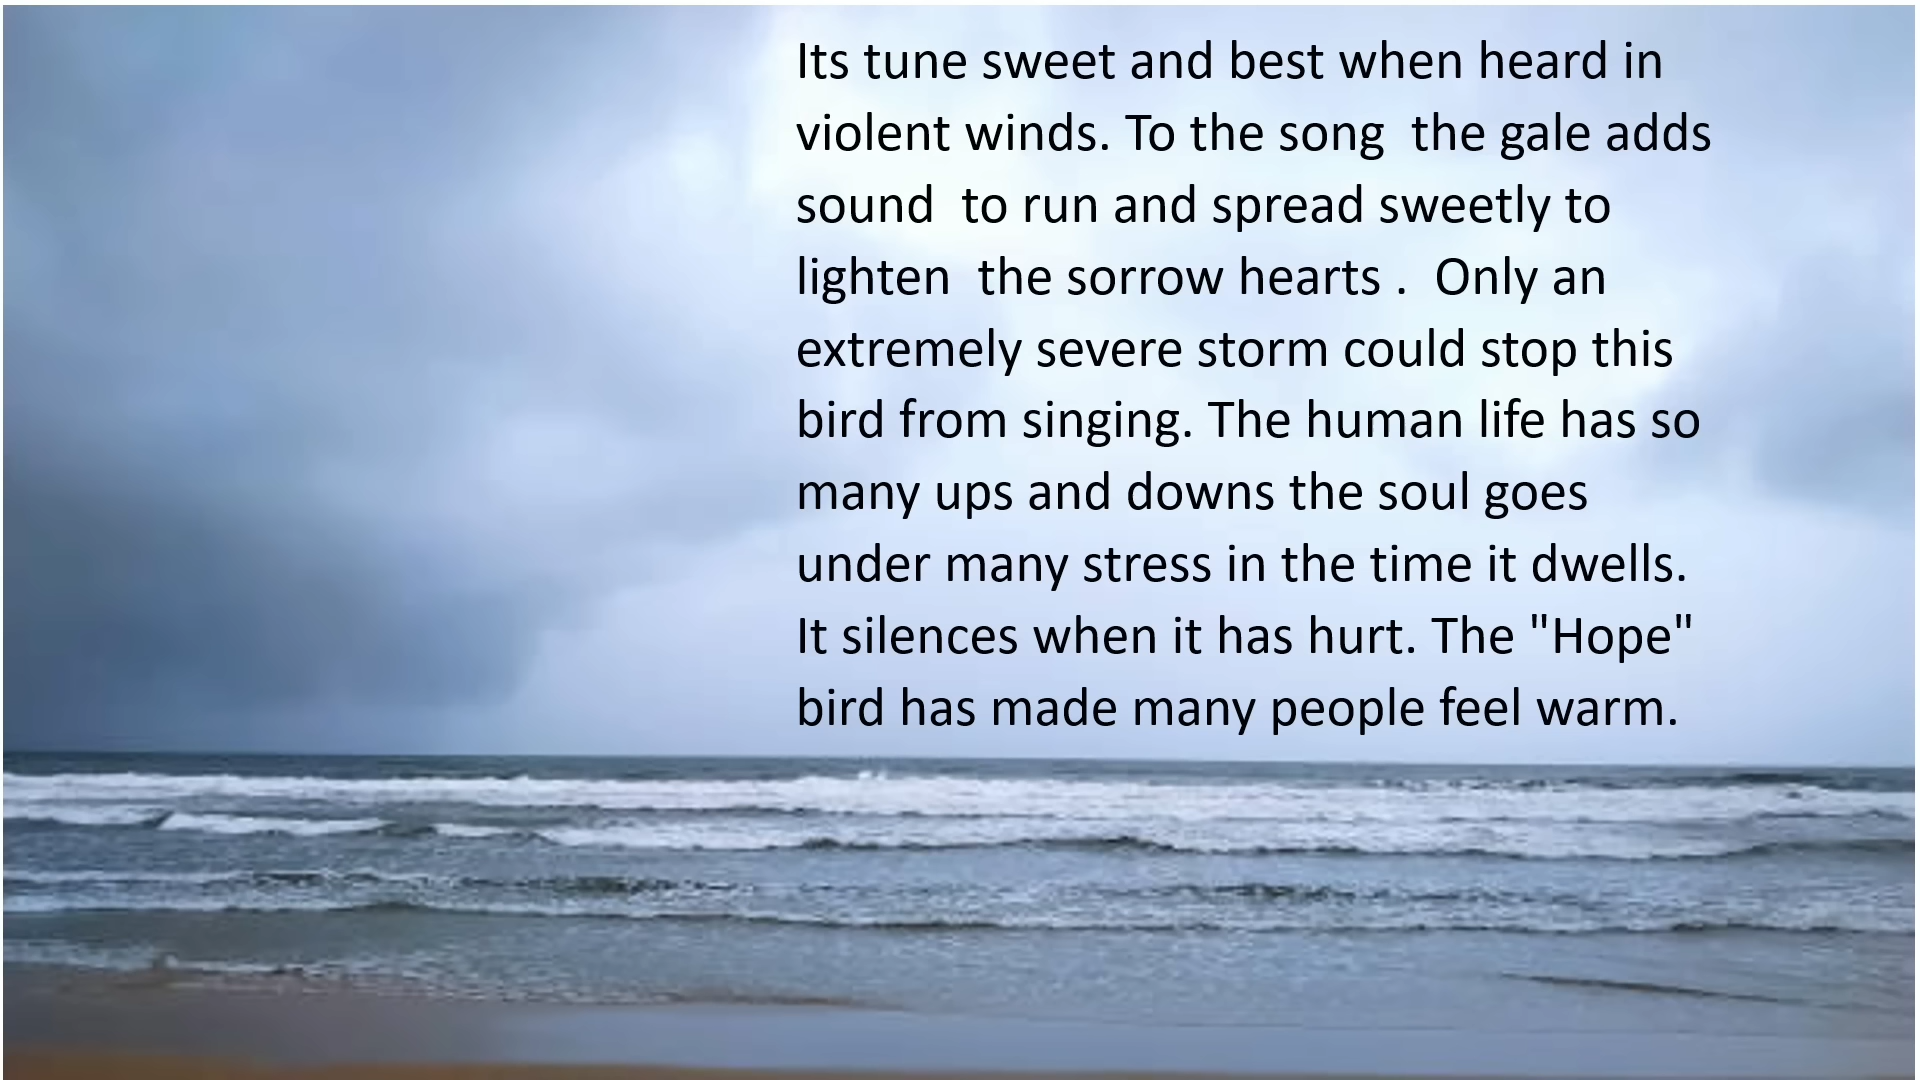 Its tune sweet and best when heard in
violent winds. To the song  the gale adds
sound  to run and spread sweetly to
lighten  the sorrow hearts .  Only an
extremely severe storm could stop this
bird from singing. The human life has so
many ups and downs the soul goes
under many stress in the time it dwells.
It silences when it has hurt. The "Hope"
bird has made many people feel warm.